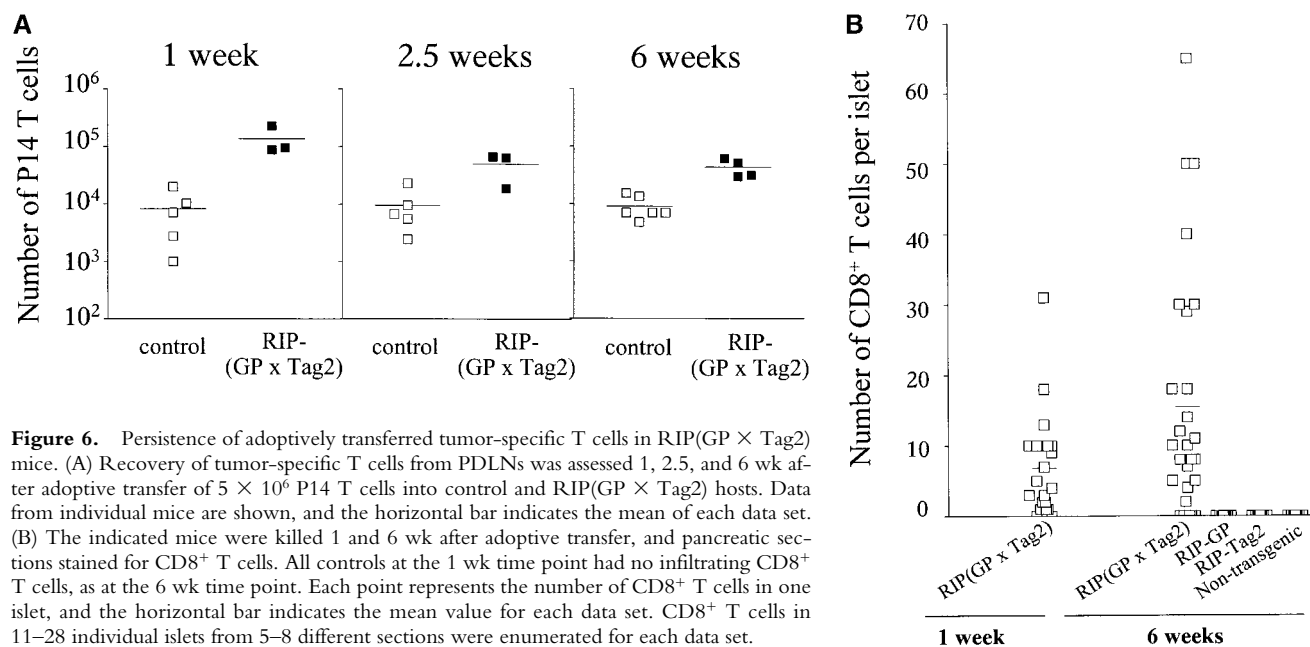 A
1 week 2.5 weeks 6 weeks
Number of P14 T cells
10⁶
10⁵
10⁴
10³
10²
control RIP- control RIP- control RIP-
(GP x Tag2) (GP x Tag2) (GP x Tag2)
Figure 6. Persistence of adoptively transferred tumor-specific T cells in RIP(GP × Tag2)
mice. (A) Recovery of tumor-specific T cells from PDLNs was assessed 1, 2.5, and 6 wk af-
ter adoptive transfer of 5 × 10⁶ P14 T cells into control and RIP(GP × Tag2) hosts. Data
from individual mice are shown, and the horizontal bar indicates the mean of each data set.
(B) The indicated mice were killed 1 and 6 wk after adoptive transfer, and pancreatic sec-
tions stained for CD8⁺ T cells. All controls at the 1 wk time point had no infiltrating CD8⁺
T cells, as at the 6 wk time point. Each point represents the number of CD8⁺ T cells in one
islet, and the horizontal bar indicates the mean value for each data set. CD8⁺ T cells in
11–28 individual islets from 5–8 different sections were enumerated for each data set.
B
Number of CD8⁺ T cells per islet
70
60
50
40
30
20
10
0
RIP(GP x Tag2)
RIP(GP x Tag2)
RIP-GP
RIP-Tag2
Non-transgenic
1 week 6 weeks